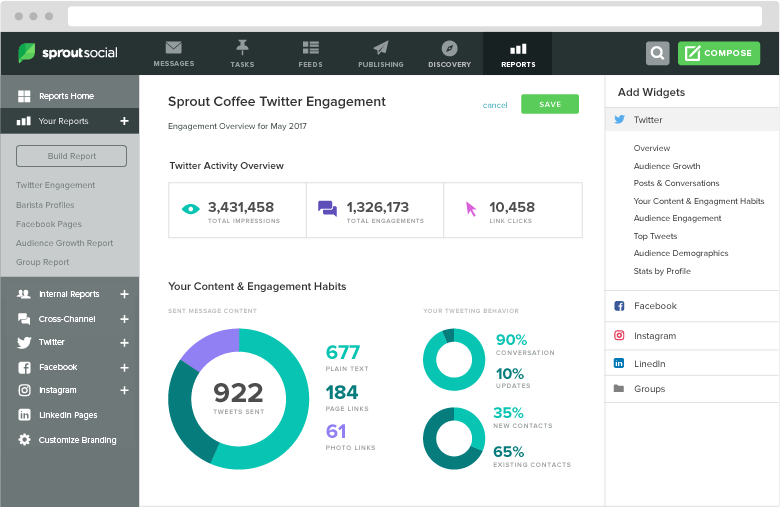 sproutsocial
MESSAGES
TASKS
FEEDS
PUBLISHING
DISCOVERY
REPORTS
COMPOSE
Reports Home
Your Reports
Build Report
Twitter Engagement
Barista Profiles
Facebook Pages
Audience Growth Report
Group Report
Internal Reports
Cross-Channel
Twitter
Facebook
Instagram
LinkedIn Pages
Customize Branding
Sprout Coffee Twitter Engagement
cancel
SAVE
Engagement Overview for May 2017
Twitter Activity Overview
3,431,458
TOTAL IMPRESSIONS
1,326,173
TOTAL ENGAGEMENTS
10,458
LINK CLICKS
Your Content & Engagement Habits
SENT MESSAGE CONTENT
922
TWEETS SENT
677
PLAIN TEXT
184
PAGE LINKS
61
PHOTO LINKS
YOUR TWEETING BEHAVIOR
90%
CONVERSATION
10%
UPDATES
35%
NEW CONTACTS
65%
EXISTING CONTACTS
Add Widgets
Twitter
Overview
Audience Growth
Posts & Conversations
Your Content & Engagment Habits
Audience Engagement
Top Tweets
Audience Demographics
Stats by Profile
Facebook
Instagram
LinedIn
Groups